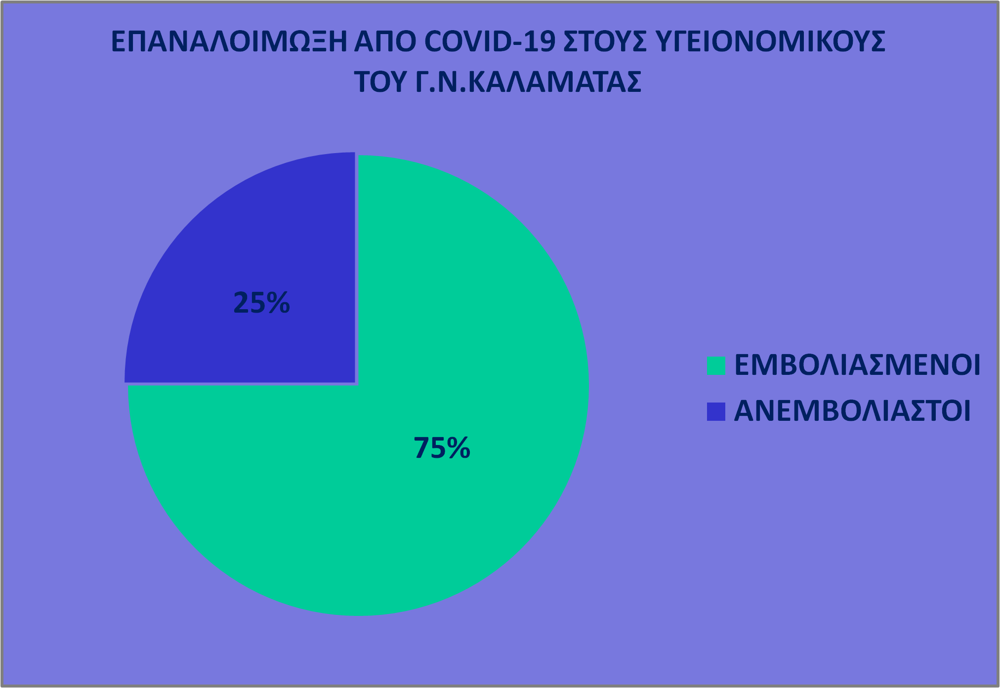 ΕΠΑΝΑΛΟΙΜΩΞΗ ΑΠΟ COVID-19 ΣΤΟΥΣ ΥΓΕΙΟΝΟΜΙΚΟΥΣ
ΤΟΥ Γ.Ν.ΚΑΛΑΜΑΤΑΣ
25%
75%
ΕΜΒΟΛΙΑΣΜΕΝΟΙ
ΑΝΕΜΒΟΛΙΑΣΤΟΙ